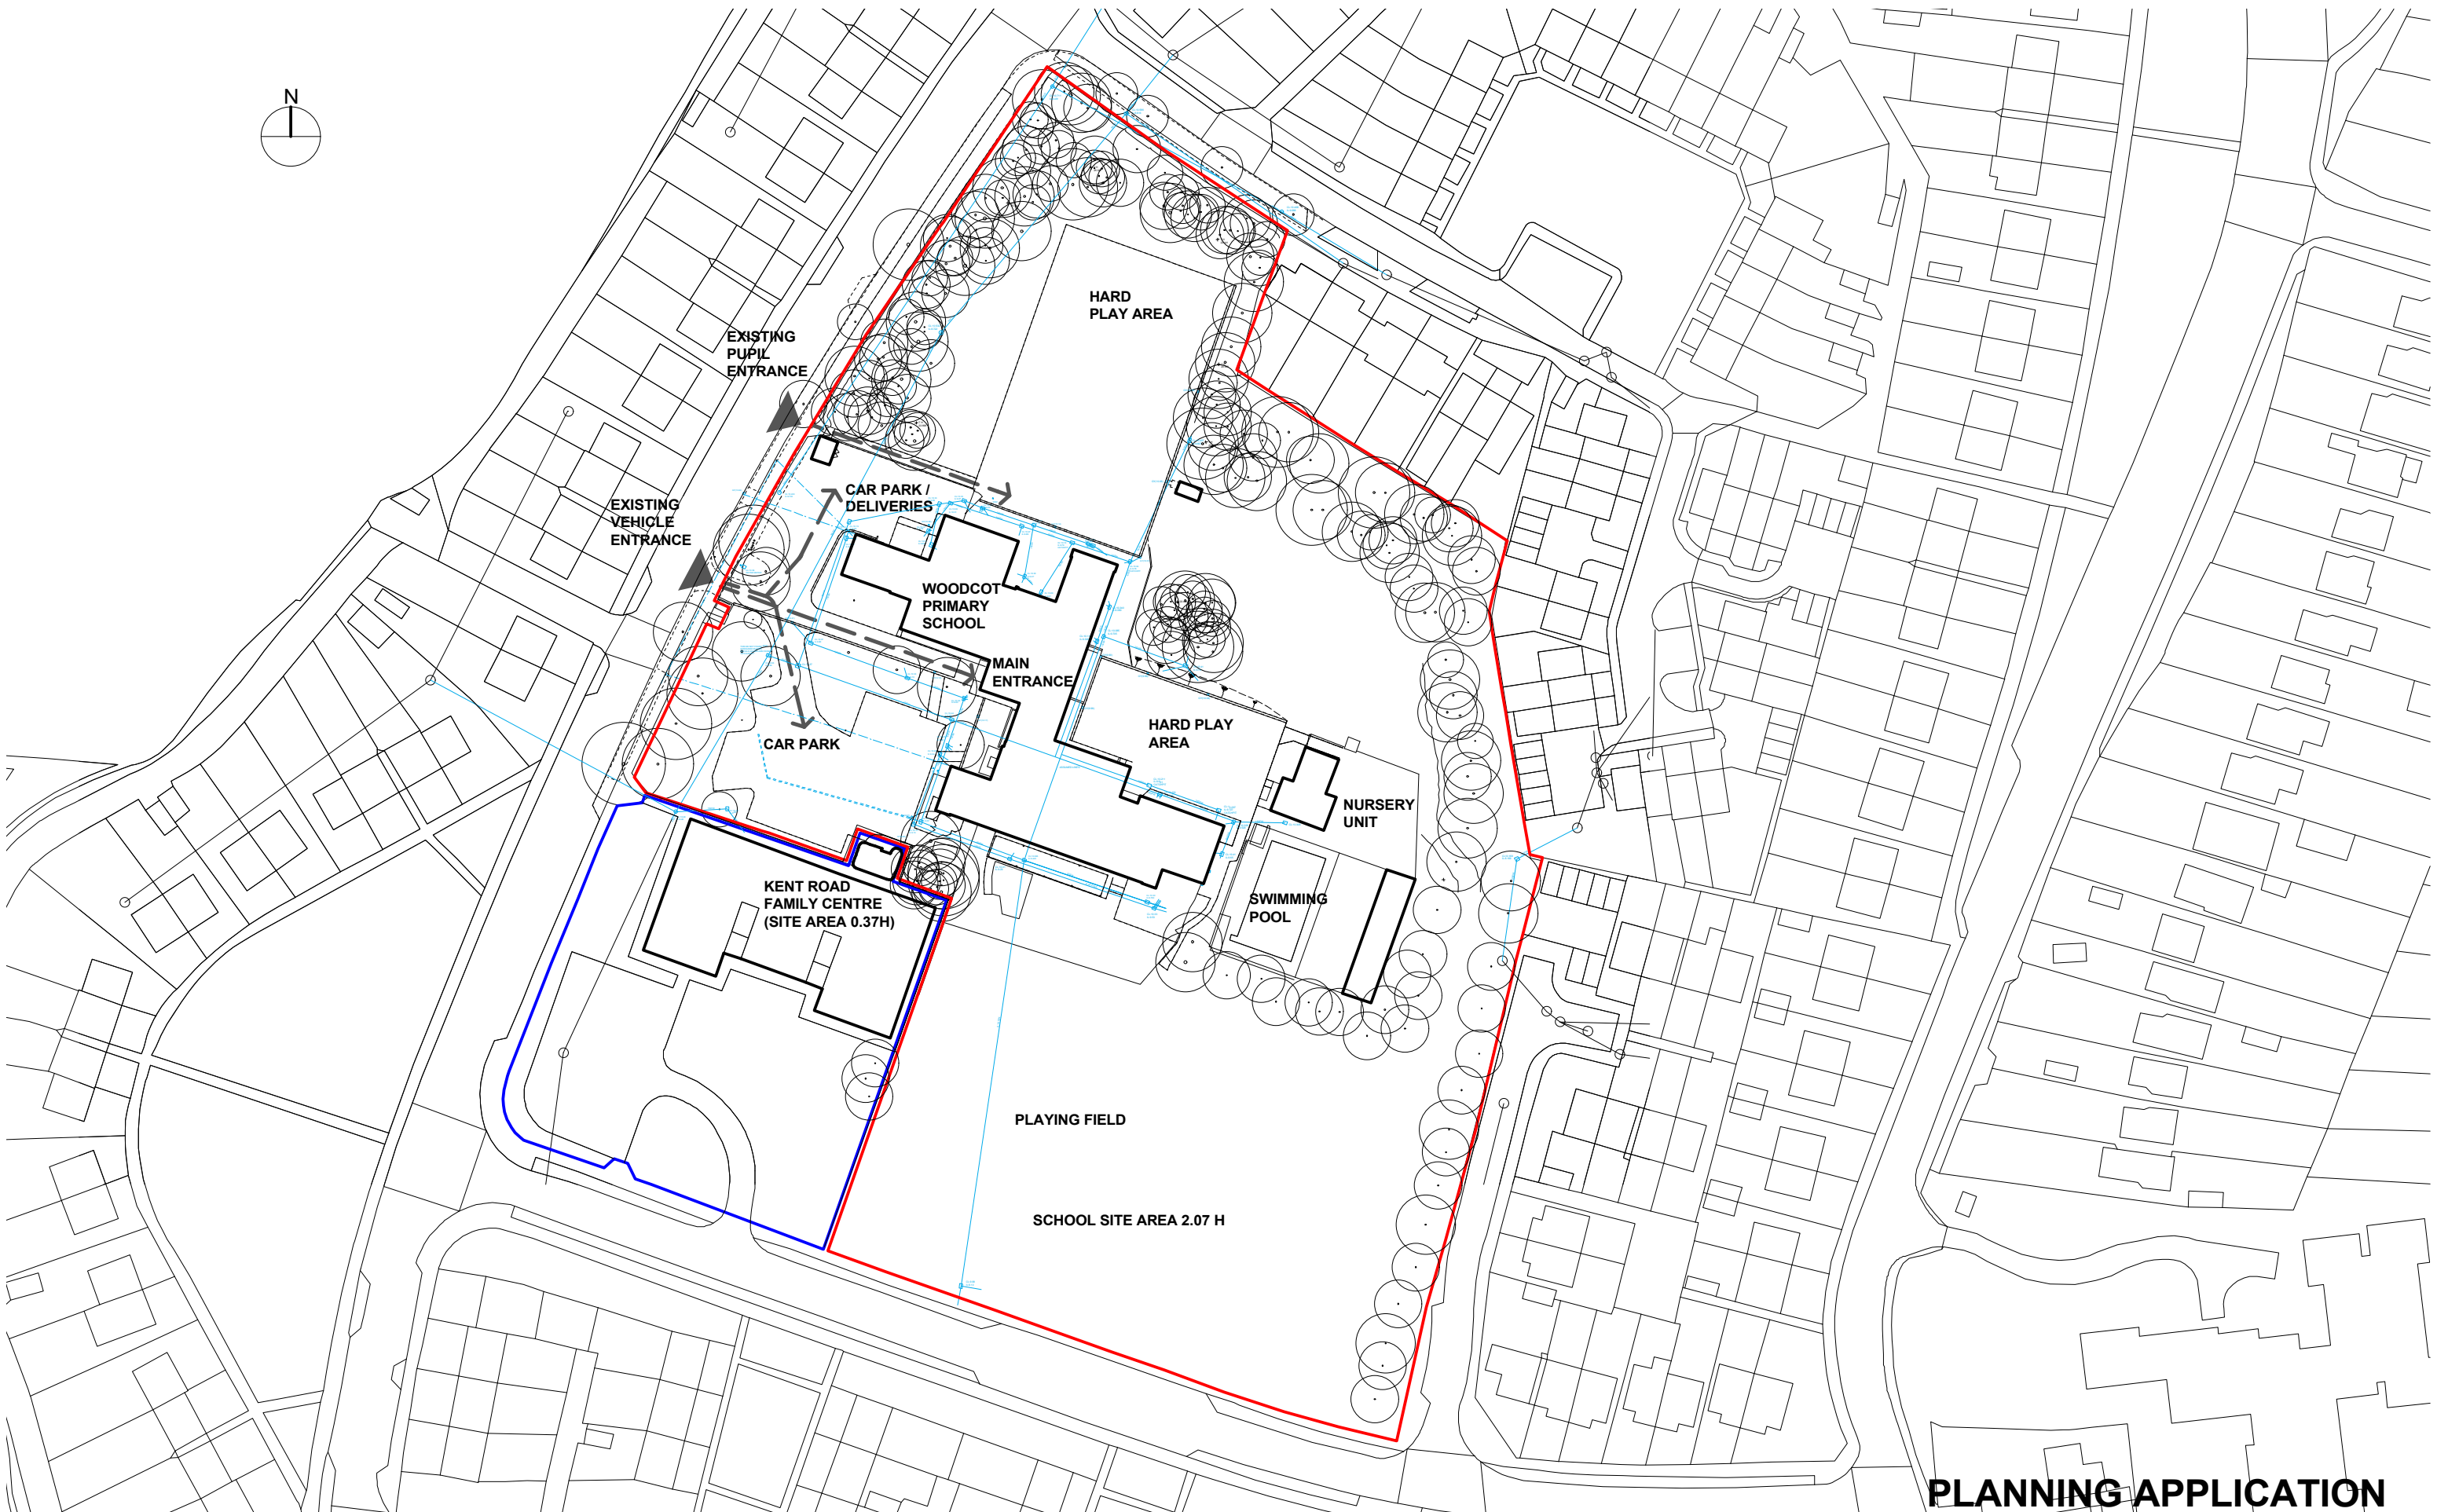 N
HARD
PLAY AREA
EXISTING
PUPIL
ENTRANCE
CAR PARK /
DELIVERIES
EXISTING
VEHICLE
ENTRANCE
WOODCOT
PRIMARY
SCHOOL
MAIN
ENTRANCE
HARD PLAY
AREA
CAR PARK
NURSERY
UNIT
KENT ROAD
FAMILY CENTRE
(SITE AREA 0.37H)
SWIMMING
POOL
PLAYING FIELD
SCHOOL SITE AREA 2.07 H
PLANNING APPLICATION